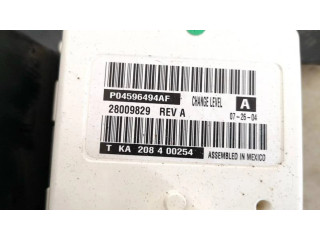 P04596494AF
28009829 REV A
CHANGE LEVEL A
07-26-04
T KA 208 4 00254
ASSEMBLED IN MEXICO